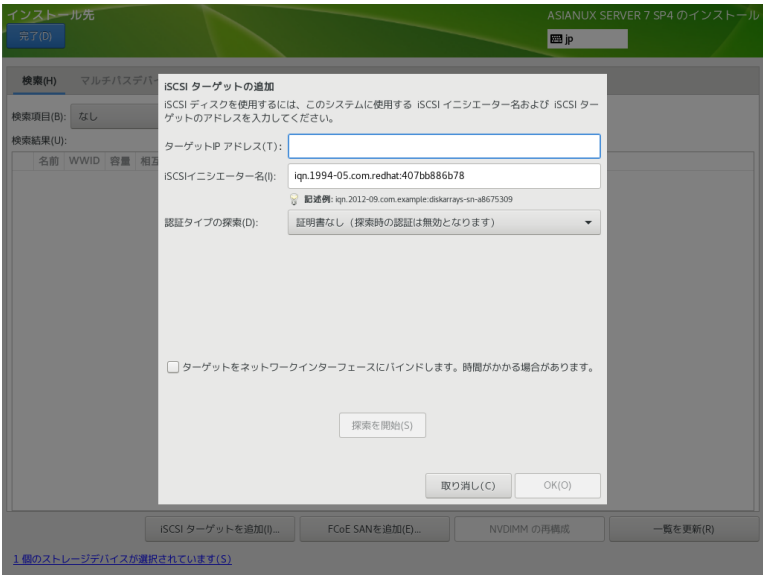 インストール先
ASIANUX SERVER 7 SP4 のインストール
完了(D)
jp
検索(H)
マルチパスデバイ
検索項目(B):
なし
検索結果(U):
名前 WWID 容量 相互
iSCSI ターゲットの追加
iSCSI ディスクを使用するには、このシステムに使用する iSCSI イニシエーター名および iSCSI ター
ゲットのアドレスを入力してください。
ターゲットIP アドレス(T):
iSCSIイニシエーター名(I):
iqn.1994-05.com.redhat:407bb886b78
記述例: iqn.2012-09.com.example:diskarrays-sn-a8675309
認証タイプの探索(D):
証明書なし（探索時の認証は無効となります）
ターゲットをネットワークインターフェースにバインドします。時間がかかる場合があります。
探索を開始(S)
取り消し(C)
OK(O)
iSCSI ターゲットを追加(I)...
FCoE SANを追加(E)...
NVDIMM の再構成
一覧を更新(R)
1 個のストレージデバイスが選択されています(S)